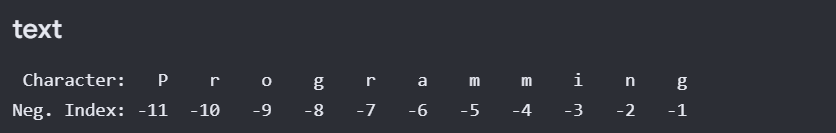 text
Character: P r o g r a m m i n g
Neg. Index: -11 -10 -9 -8 -7 -6 -5 -4 -3 -2 -1